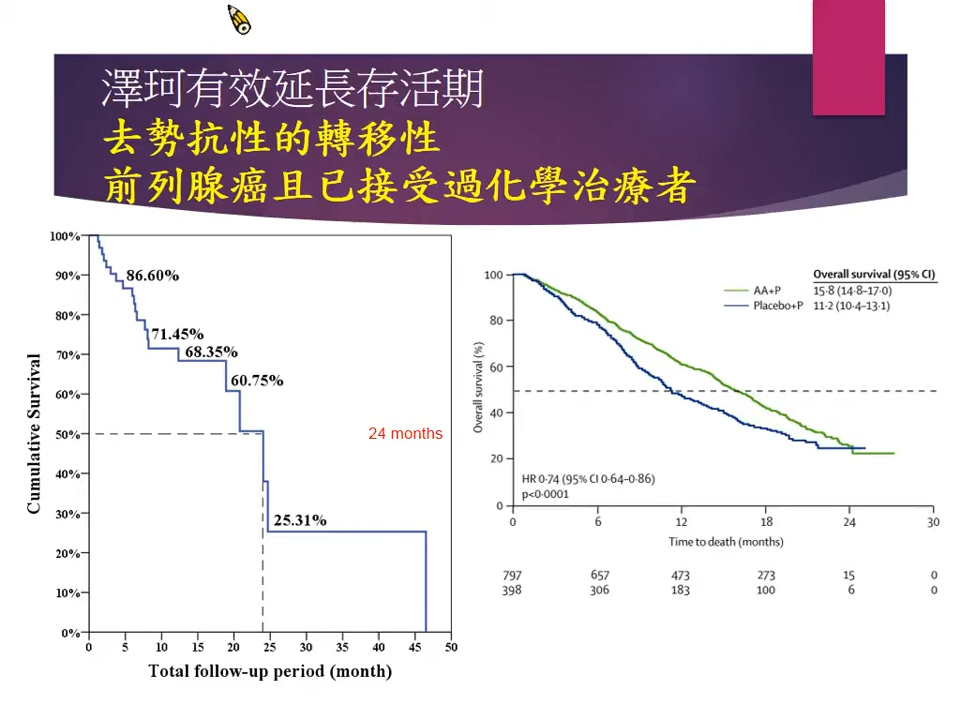 澤珂有效延長存活期
去勢抗性的轉移性
前列腺癌且已接受過化學治療者
100%
90%
80%
70%
60%
50%
40%
30%
20%
10%
0%
Cumulative Survival
86.60%
71.45%
68.35%
60.75%
24 months
25.31%
0 5 10 15 20 25 30 35 40 45 50
Total follow-up period (month)
Overall survival (95% CI)
AA+P 15·8 (14·8–17·0)
Placebo+P 11·2 (10·4–13·1)
100
80
60
40
20
0
Overall survival (%)
HR 0·74 (95% CI 0·64–0·86)
p<0·0001
0 6 12 18 24 30
Time to death (months)
797 657 473 273 15 0
398 306 183 100 6 0